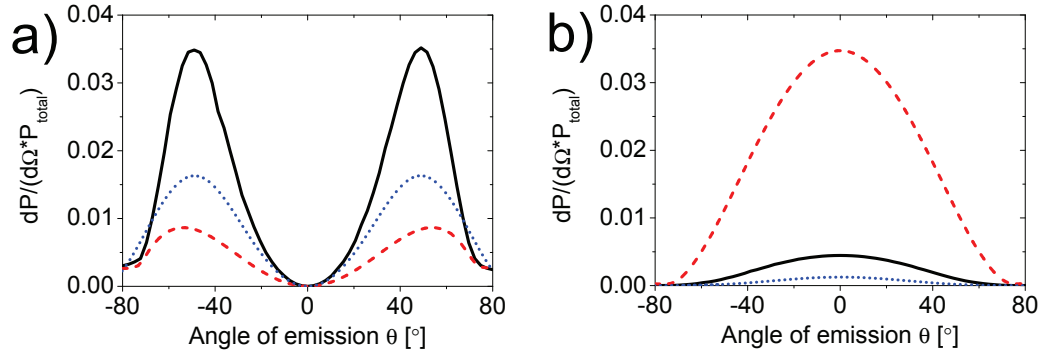 a)
dP/(dΩ*P_total)
0.04
0.03
0.02
0.01
0.00
-80 -40 0 40 80
Angle of emission θ [°]
b)
dP/(dΩ*P_total)
0.04
0.03
0.02
0.01
0.00
-80 -40 0 40 80
Angle of emission θ [°]